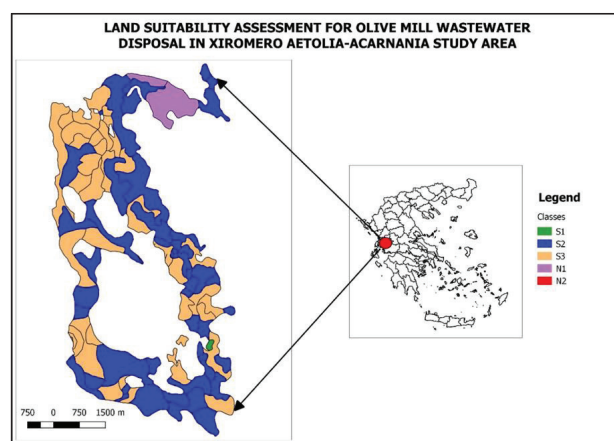 LAND SUITABILITY ASSESSMENT FOR OLIVE MILL WASTEWATER
DISPOSAL IN XIROMERO AETOLIA-ACARNANIA STUDY AREA
Legend
Classes
S1
S2
S3
N1
N2
750 0 750 1500 m